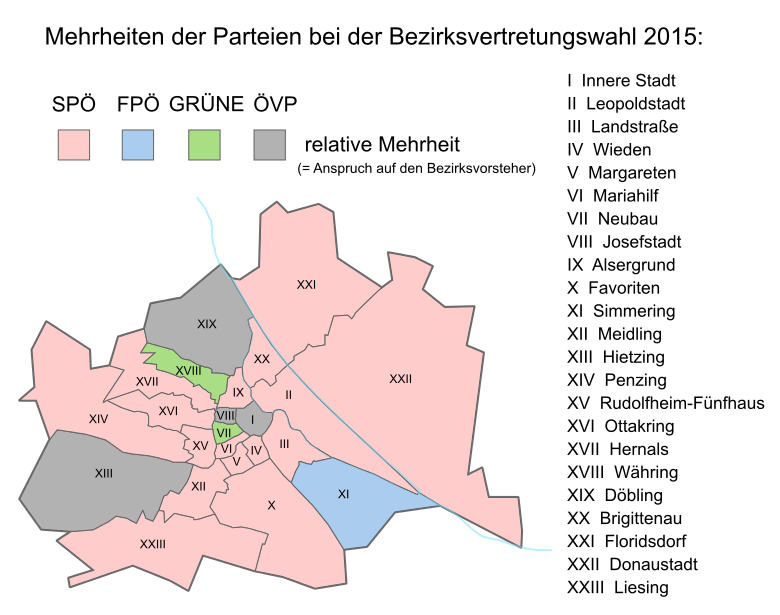 Mehrheiten der Parteien bei der Bezirksvertretungswahl 2015:
SPÖ FPÖ GRÜNE ÖVP
relative Mehrheit
(= Anspruch auf den Bezirksvorsteher)
I Innere Stadt
II Leopoldstadt
III Landstraße
IV Wieden
V Margareten
VI Mariahilf
VII Neubau
VIII Josefstadt
IX Alsergrund
X Favoriten
XI Simmering
XII Meidling
XIII Hietzing
XIV Penzing
XV Rudolfheim-Fünfhaus
XVI Ottakring
XVII Hernals
XVIII Währing
XIX Döbling
XX Brigittenau
XXI Floridsdorf
XXII Donaustadt
XXIII Liesing
XXI
XIX
XX
XVIII
XXII
XVII
IX
II
XVI
VIII
I
XIV
VII
XV
VI
IV
III
V
XIII
XII
XI
X
XXIII